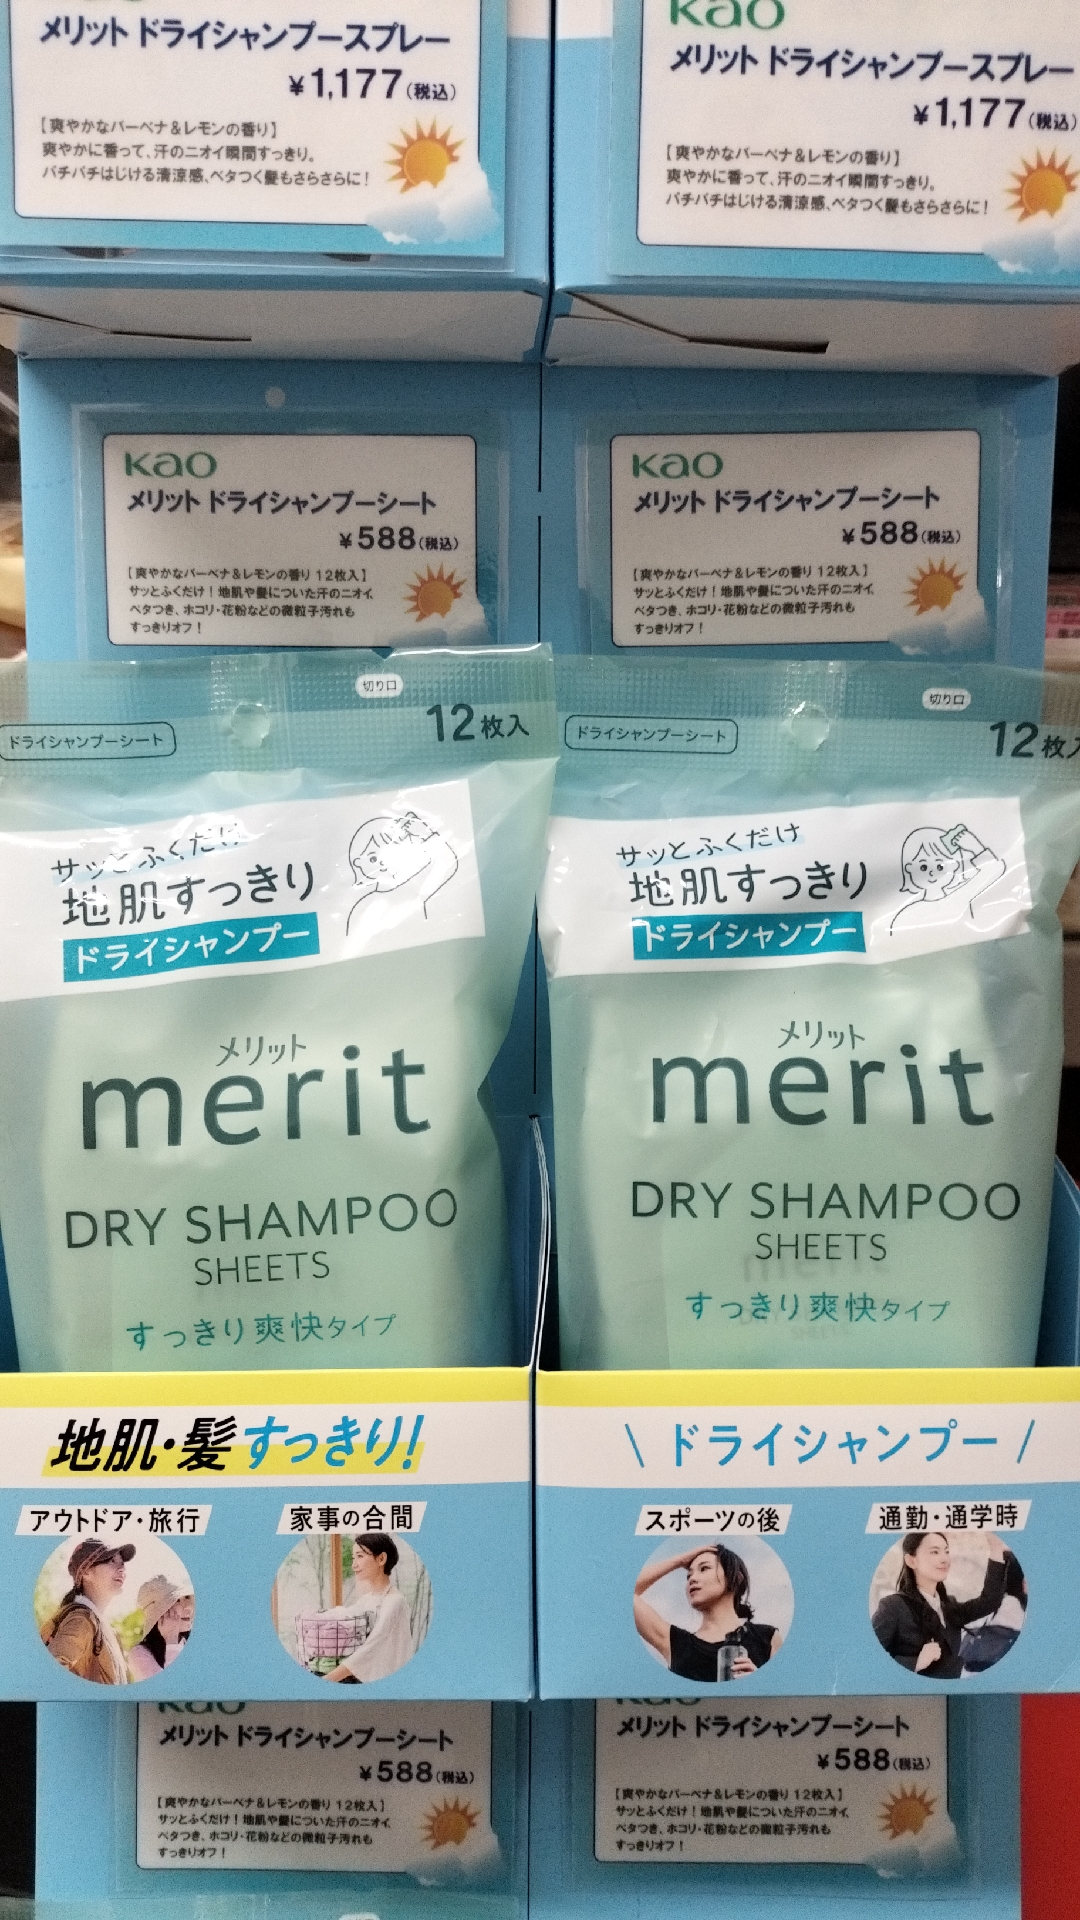 メリット ドライシャンプースプレー
¥1,177(税込)
【爽やかなバーベナ&レモンの香り】
爽やかに香って、汗のニオイ瞬間すっきり。
パチパチはじける清涼感、ベタつく髪もさらさらに!
Kao
メリット ドライシャンプースプレー
¥1,177(税込)
【爽やかなバーベナ&レモンの香り】
爽やかに香って、汗のニオイ瞬間すっきり。
パチパチはじける清涼感、ベタつく髪もさらさらに!
Kao
メリット ドライシャンプーシート
¥588(税込)
【爽やかなバーベナ&レモンの香り 12枚入】
サッとふくだけ!地肌や髪についた汗のニオイ、
ベタつき、ホコリ・花粉などの微粒子汚れも
すっきりオフ!
Kao
メリット ドライシャンプーシート
¥588(税込)
【爽やかなバーベナ&レモンの香り 12枚入】
サッとふくだけ!地肌や髪についた汗のニオイ、
ベタつき、ホコリ・花粉などの微粒子汚れも
すっきりオフ!
切り口
ドライシャンプーシート
12枚入
サッとふくだけ
地肌すっきり
ドライシャンプー
メリット
merit
DRY SHAMPOO
SHEETS
すっきり爽快タイプ
切り口
ドライシャンプーシート
12枚入
サッとふくだけ
地肌すっきり
ドライシャンプー
メリット
merit
DRY SHAMPOO
SHEETS
すっきり爽快タイプ
地肌・髪すっきり!
アウトドア・旅行
家事の合間
\ ドライシャンプー /
スポーツの後
通勤・通学時
Kao
メリット ドライシャンプーシート
¥588(税込)
【爽やかなバーベナ&レモンの香り 12枚入】
サッとふくだけ!地肌や髪についた汗のニオイ、
ベタつき、ホコリ・花粉などの微粒子汚れも
すっきりオフ!
Kao
メリット ドライシャンプーシート
¥588(税込)
【爽やかなバーベナ&レモンの香り 12枚入】
サッとふくだけ!地肌や髪についた汗のニオイ、
ベタつき、ホコリ・花粉などの微粒子汚れも
すっきりオフ!